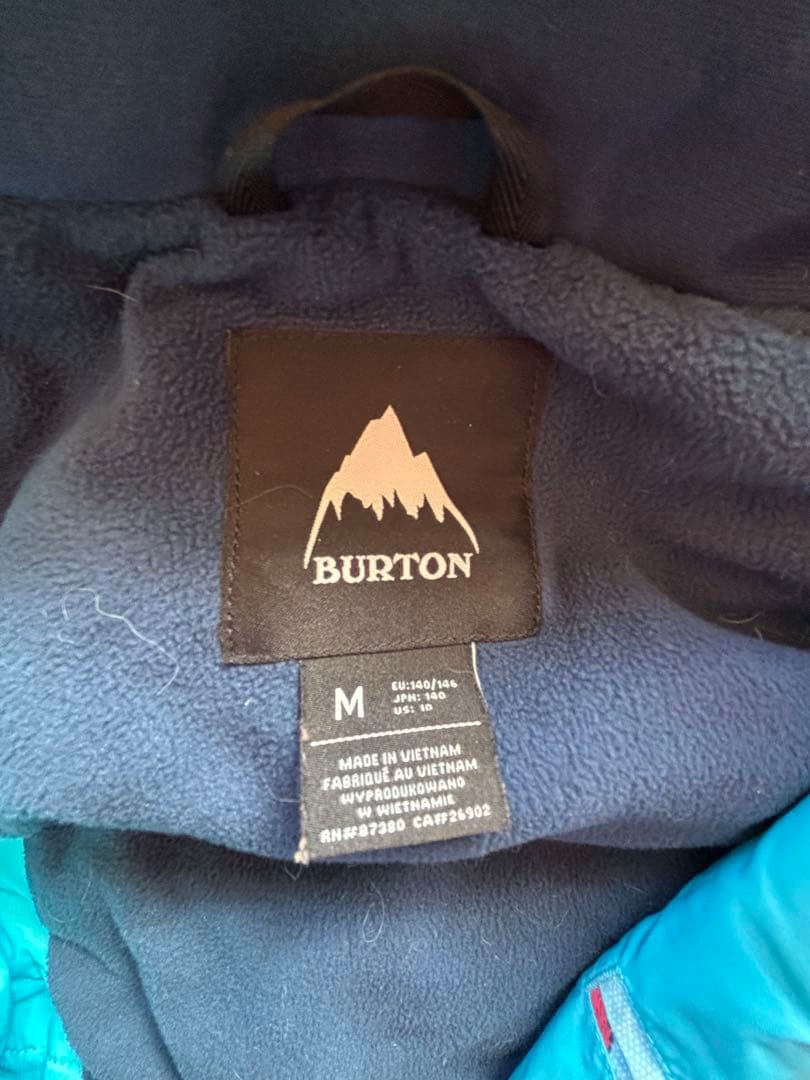 BURTON
M
EU:140/146
JPH: 140
US: 10
MADE IN VIETNAM
FABRIQUÉ AU VIETNAM
WYPRODUKOWANO
W WIETNAMIE
RN#87380 CA#26902